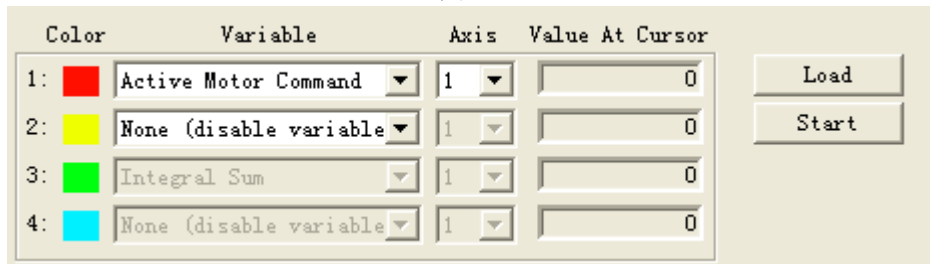 Color Variable Axis Value At Cursor
1: Active Motor Command 1 0 Load
2: None (disable variable 1 0 Start
3: Integral Sum 1 0
4: None (disable variable 1 0